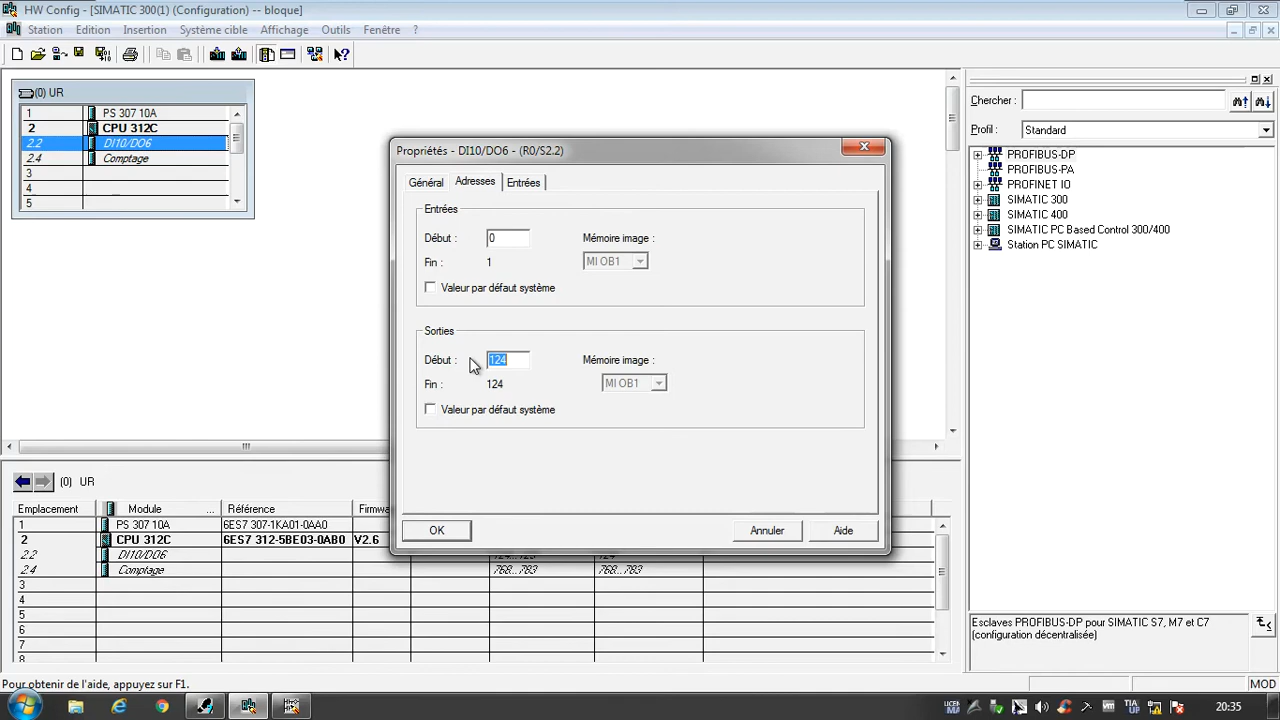 HW Config - [SIMATIC 300(1) (Configuration) -- bloque]
Station Edition Insertion Système cible Affichage Outils Fenêtre ?
(0) UR
1 PS 307 10A
2 CPU 312C
2.2 DI10/DO6
2.4 Comptage
3
4
5
Propriétés - DI10/DO6 - (R0/S2.2)
Général Adresses Entrées
Entrées
Début : 0 Mémoire image :
Fin : 1 MI OB1
Valeur par défaut système
Sorties
Début : 124 Mémoire image :
Fin : 124 MI OB1
Valeur par défaut système
OK Annuler Aide
Chercher :
Profil : Standard
PROFIBUS-DP
PROFIBUS-PA
PROFINET IO
SIMATIC 300
SIMATIC 400
SIMATIC PC Based Control 300/400
Station PC SIMATIC
(0) UR
Emplacement Module ... Référence Firmw
1 PS 307 10A 6ES7 307-1KA01-0AA0
2 CPU 312C 6ES7 312-5BE03-0AB0 V2.6
2.2 DI10/DO6 124...125 124
2.4 Comptage 768...783 768...783
3
4
5
6
7
8
Esclaves PROFIBUS-DP pour SIMATIC S7, M7 et C7
(configuration décentralisée)
Pour obtenir de l'aide, appuyez sur F1. MOD
20:35